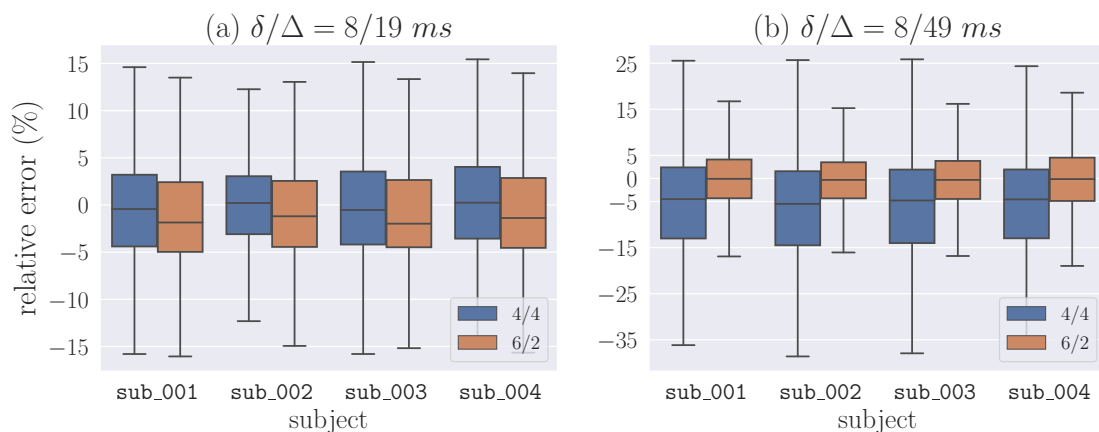 (a) δ/Δ = 8/19 ms
relative error (%)
15
10
5
0
−5
−10
−15
4/4
6/2
sub_001 sub_002 sub_003 sub_004
subject
(b) δ/Δ = 8/49 ms
25
15
5
0
−5
−15
−25
−35
4/4
6/2
sub_001 sub_002 sub_003 sub_004
subject